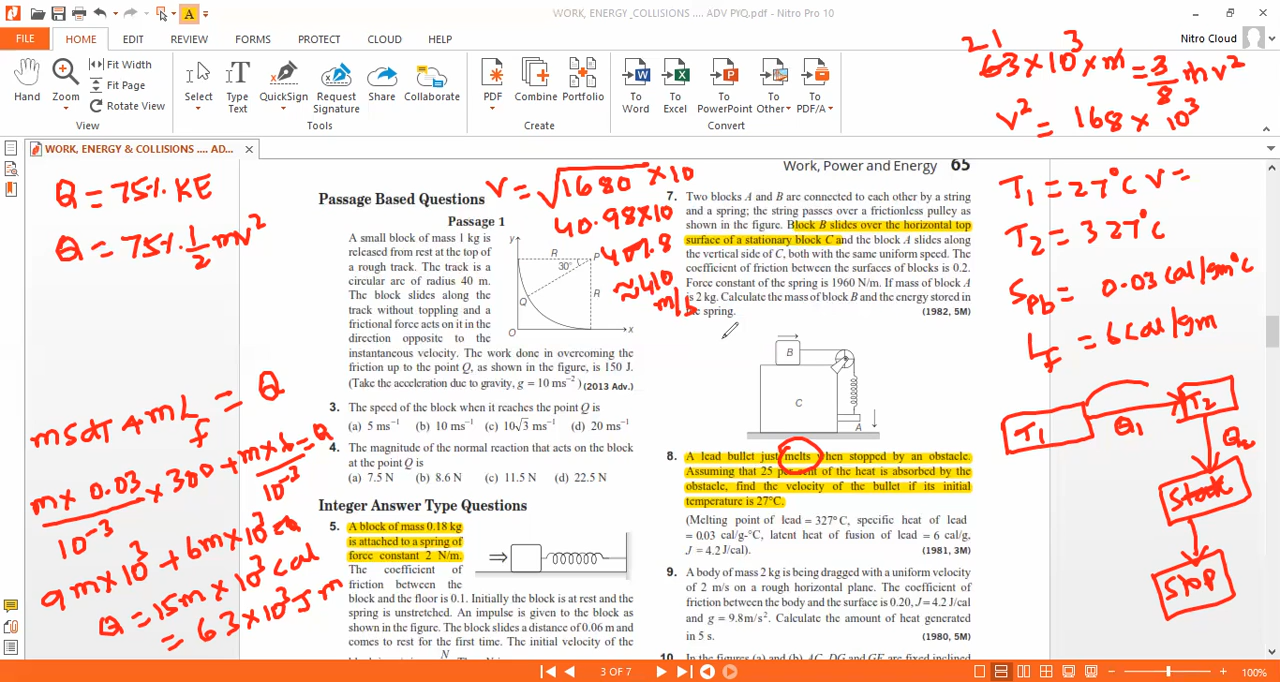 WORK, ENERGY _COLLISIONS .... ADV PYQ.pdf - Nitro Pro 10
FILE HOME EDIT REVIEW FORMS PROTECT CLOUD HELP
Nitro Cloud
Hand Zoom Fit Width Fit Page Rotate View
View
Select Type Text QuickSign Request Signature Share Collaborate
Tools
PDF Combine Portfolio
Create
To Word To Excel To PowerPoint To Other To PDF/A
Convert
WORK, ENERGY & COLLISIONS .... ADV...
63 × 10³ × m = 3/8 mv²
21
v² = 168 × 10³
Q = 75%. KE
Q = 75%. 1/2 mv²
v = √1680 × 10
40.98×10
≈410 m/s
T₁ = 27°C v =
T₂ = 327°C
S Pb = 0.03 cal/gm°C
Lf = 6 cal/gm
T₁ Q₁ T₂
Q₂
Stop
msdT + mLf = Q
m × 0.03/10⁻³ × 300 + m×6/10⁻³ = Q
9m×10³ + 6m×10³ = Q
Q = 15m × 10³ cal
= 63 × 10³ J m
Passage Based Questions
Passage 1
A small block of mass 1 kg is
released from rest at the top of
a rough track. The track is a
circular arc of radius 40 m.
The block slides along the
track without toppling and a
frictional force acts on it in
the direction opposite to the
instantaneous velocity. The work done in overcoming the
friction up to the point Q, as shown in the figure, is 150 J.
(Take the acceleration due to gravity, g = 10 ms⁻²) (2013 Adv.)
y R 30° P R Q O x
3. The speed of the block when it reaches the point Q is
(a) 5 ms⁻¹ (b) 10 ms⁻¹ (c) 10√3 ms⁻¹ (d) 20 ms⁻¹
4. The magnitude of the normal reaction that acts on the block
at the point Q is
(a) 7.5 N (b) 8.6 N (c) 11.5 N (d) 22.5 N
Integer Answer Type Questions
5. A block of mass 0.18 kg
is attached to a spring of
force constant 2 N/m.
The coefficient of
friction between the
block and the floor is 0.1. Initially the block is at rest and the
spring is unstretched. An impulse is given to the block as
shown in the figure. The block slides a distance of 0.06 m and
comes to rest for the first time. The initial velocity of the
N
Work, Power and Energy 65
7. Two blocks A and B are connected to each other by a string
and a spring; the string passes over a frictionless pulley as
shown in the figure. Block B slides over the horizontal top
surface of a stationary block C and the block A slides along
the vertical side of C, both with the same uniform speed. The
coefficient of friction between the surfaces of blocks is 0.2.
Force constant of the spring is 1960 N/m. If mass of block A
is 2 kg. Calculate the mass of block B and the energy stored in
the spring. (1982, 5M)
B
C
A
8. A lead bullet just melts when stopped by an obstacle.
Assuming that 25 per cent of the heat is absorbed by the
obstacle, find the velocity of the bullet if its initial
temperature is 27°C.
(Melting point of lead = 327°C, specific heat of lead
= 0.03 cal/g-°C, latent heat of fusion of lead = 6 cal/g,
J = 4.2 J/cal). (1981, 3M)
9. A body of mass 2 kg is being dragged with a uniform velocity
of 2 m/s on a rough horizontal plane. The coefficient of
friction between the body and the surface is 0.20, J = 4.2 J/cal
and g = 9.8m/s². Calculate the amount of heat generated
in 5 s. (1980, 5M)
10. In the figures (a) and (b) AC, DG and GF are fixed inclined
3 OF 7
100%